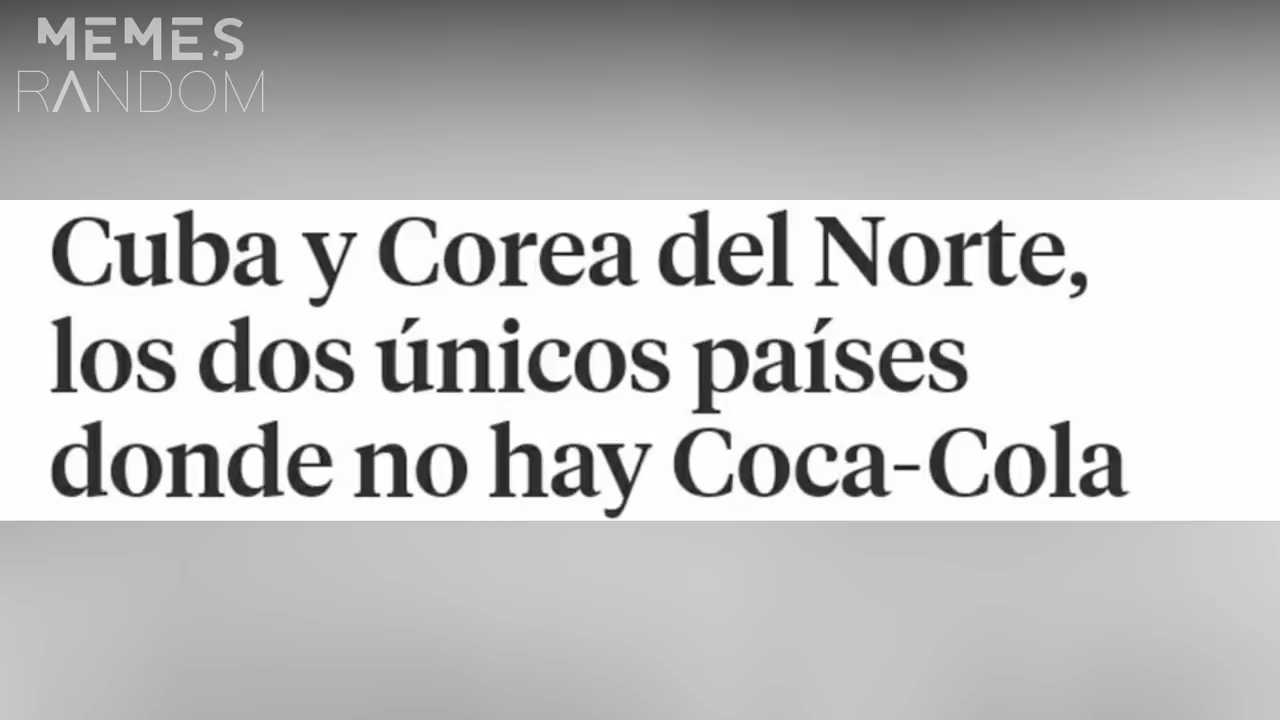 MEMES
RANDOM
Cuba y Corea del Norte,
los dos únicos países
donde no hay Coca-Cola